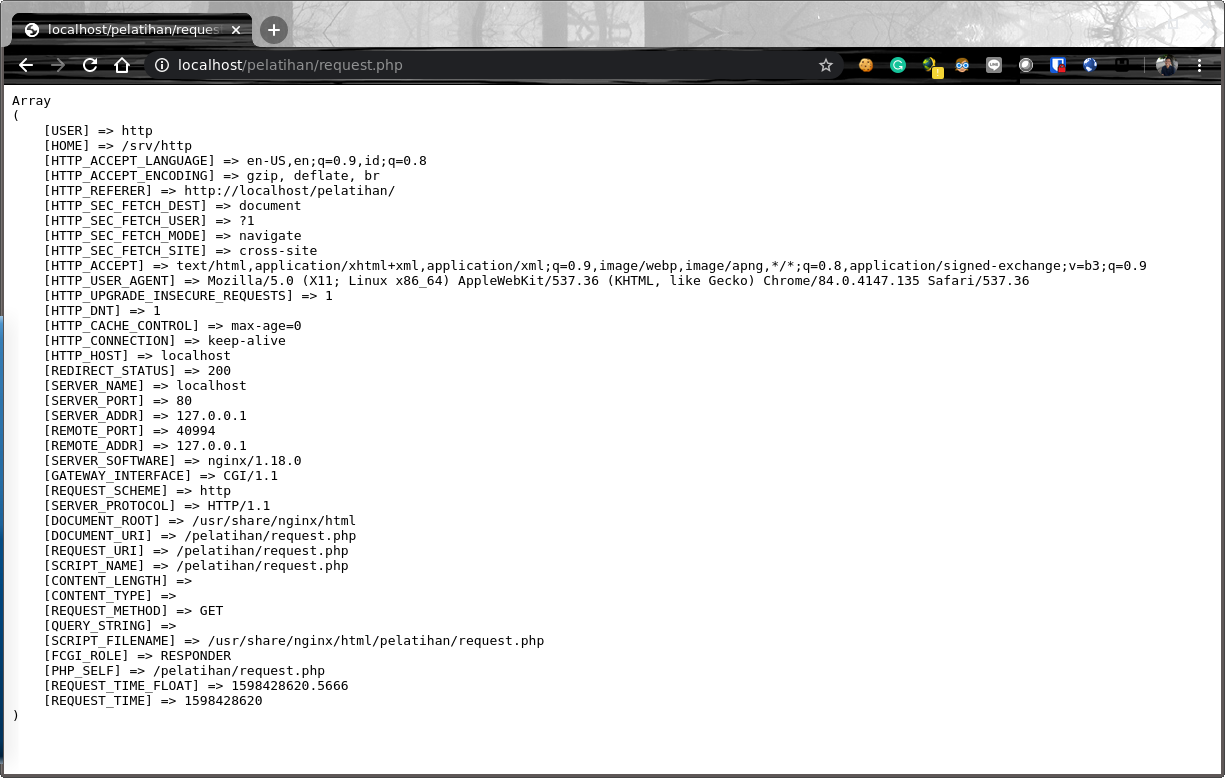 localhost/pelatihan/reques
localhost/pelatihan/request.php
Array
(
    [USER] => http
    [HOME] => /srv/http
    [HTTP_ACCEPT_LANGUAGE] => en-US,en;q=0.9,id;q=0.8
    [HTTP_ACCEPT_ENCODING] => gzip, deflate, br
    [HTTP_REFERER] => http://localhost/pelatihan/
    [HTTP_SEC_FETCH_DEST] => document
    [HTTP_SEC_FETCH_USER] => ?1
    [HTTP_SEC_FETCH_MODE] => navigate
    [HTTP_SEC_FETCH_SITE] => cross-site
    [HTTP_ACCEPT] => text/html,application/xhtml+xml,application/xml;q=0.9,image/webp,image/apng,*/*;q=0.8,application/signed-exchange;v=b3;q=0.9
    [HTTP_USER_AGENT] => Mozilla/5.0 (X11; Linux x86_64) AppleWebKit/537.36 (KHTML, like Gecko) Chrome/84.0.4147.135 Safari/537.36
    [HTTP_UPGRADE_INSECURE_REQUESTS] => 1
    [HTTP_DNT] => 1
    [HTTP_CACHE_CONTROL] => max-age=0
    [HTTP_CONNECTION] => keep-alive
    [HTTP_HOST] => localhost
    [REDIRECT_STATUS] => 200
    [SERVER_NAME] => localhost
    [SERVER_PORT] => 80
    [SERVER_ADDR] => 127.0.0.1
    [REMOTE_PORT] => 40994
    [REMOTE_ADDR] => 127.0.0.1
    [SERVER_SOFTWARE] => nginx/1.18.0
    [GATEWAY_INTERFACE] => CGI/1.1
    [REQUEST_SCHEME] => http
    [SERVER_PROTOCOL] => HTTP/1.1
    [DOCUMENT_ROOT] => /usr/share/nginx/html
    [DOCUMENT_URI] => /pelatihan/request.php
    [REQUEST_URI] => /pelatihan/request.php
    [SCRIPT_NAME] => /pelatihan/request.php
    [CONTENT_LENGTH] =>
    [CONTENT_TYPE] =>
    [REQUEST_METHOD] => GET
    [QUERY_STRING] =>
    [SCRIPT_FILENAME] => /usr/share/nginx/html/pelatihan/request.php
    [FCGI_ROLE] => RESPONDER
    [PHP_SELF] => /pelatihan/request.php
    [REQUEST_TIME_FLOAT] => 1598428620.5666
    [REQUEST_TIME] => 1598428620
)